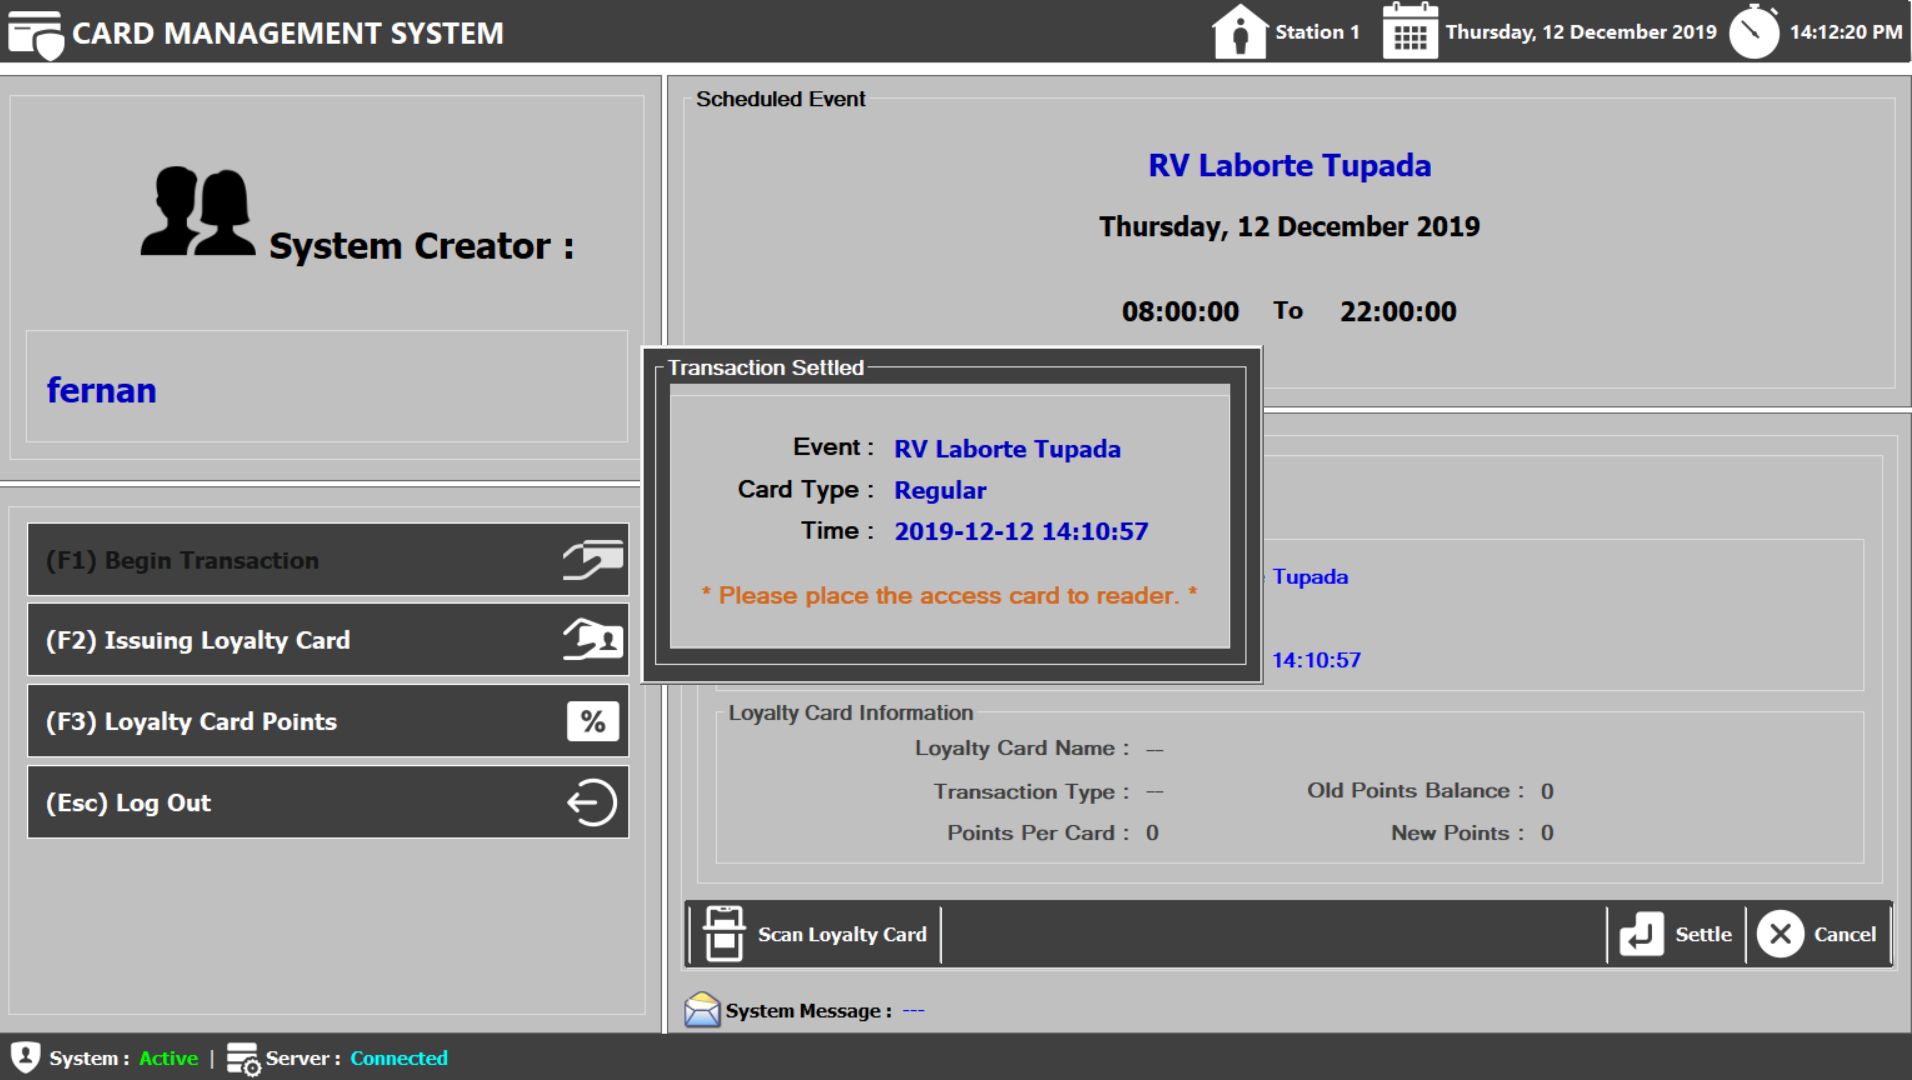 CARD MANAGEMENT SYSTEM
Station 1
Thursday, 12 December 2019
14:12:20 PM
System Creator :
fernan
(F1) Begin Transaction
(F2) Issuing Loyalty Card
(F3) Loyalty Card Points
%
(Esc) Log Out
Scheduled Event
RV Laborte Tupada
Thursday, 12 December 2019
08:00:00 To 22:00:00
Transaction Settled
Event : RV Laborte Tupada
Card Type : Regular
Time : 2019-12-12 14:10:57
* Please place the access card to reader. *
Tupada
14:10:57
Loyalty Card Information
Loyalty Card Name : --
Transaction Type : -- Old Points Balance : 0
Points Per Card : 0 New Points : 0
Scan Loyalty Card
Settle
Cancel
System Message : ---
System : Active | Server : Connected